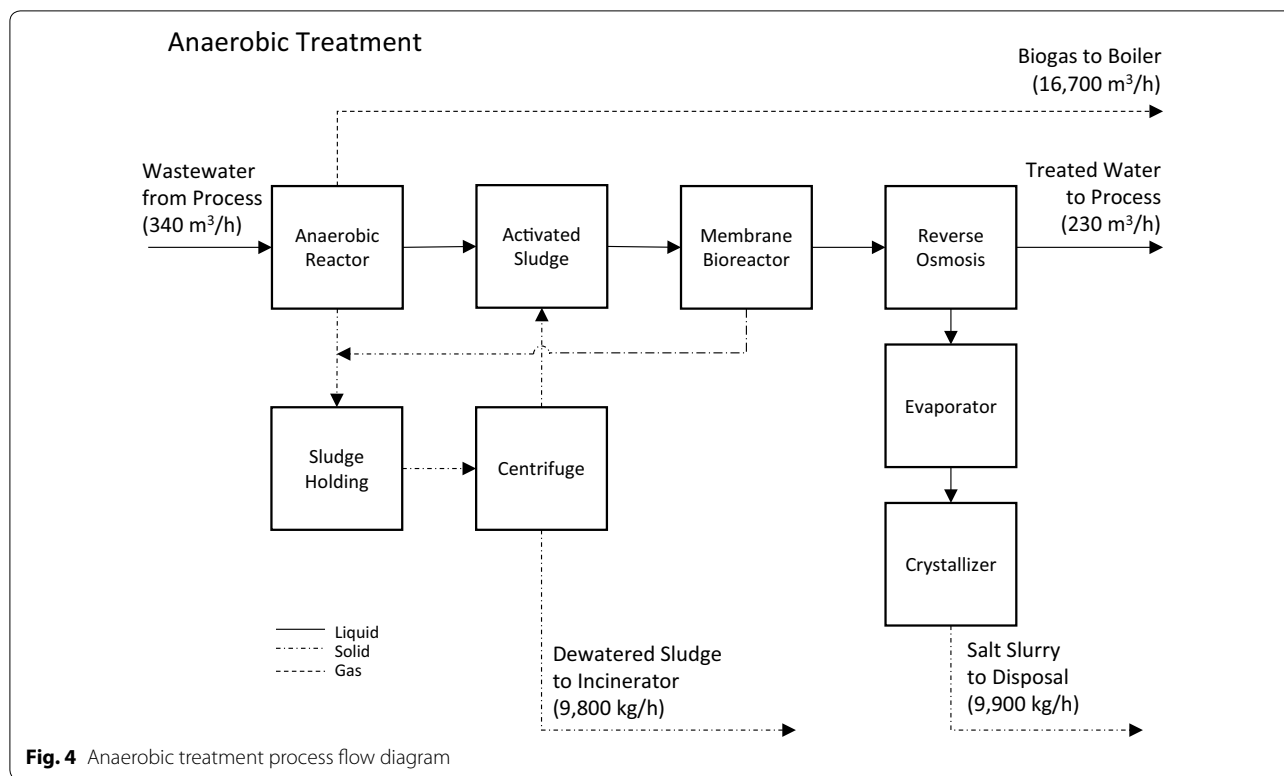 Anaerobic Treatment
Biogas to Boiler
(16,700 m³/h)
Wastewater
from Process
(340 m³/h)
Treated Water
to Process
(230 m³/h)
Anaerobic
Reactor
Activated
Sludge
Membrane
Bioreactor
Reverse
Osmosis
Evaporator
Sludge
Holding
Centrifuge
Crystallizer
Liquid
Solid
Gas
Dewatered Sludge
to Incinerator
(9,800 kg/h)
Salt Slurry
to Disposal
(9,900 kg/h)
Fig. 4 Anaerobic treatment process flow diagram